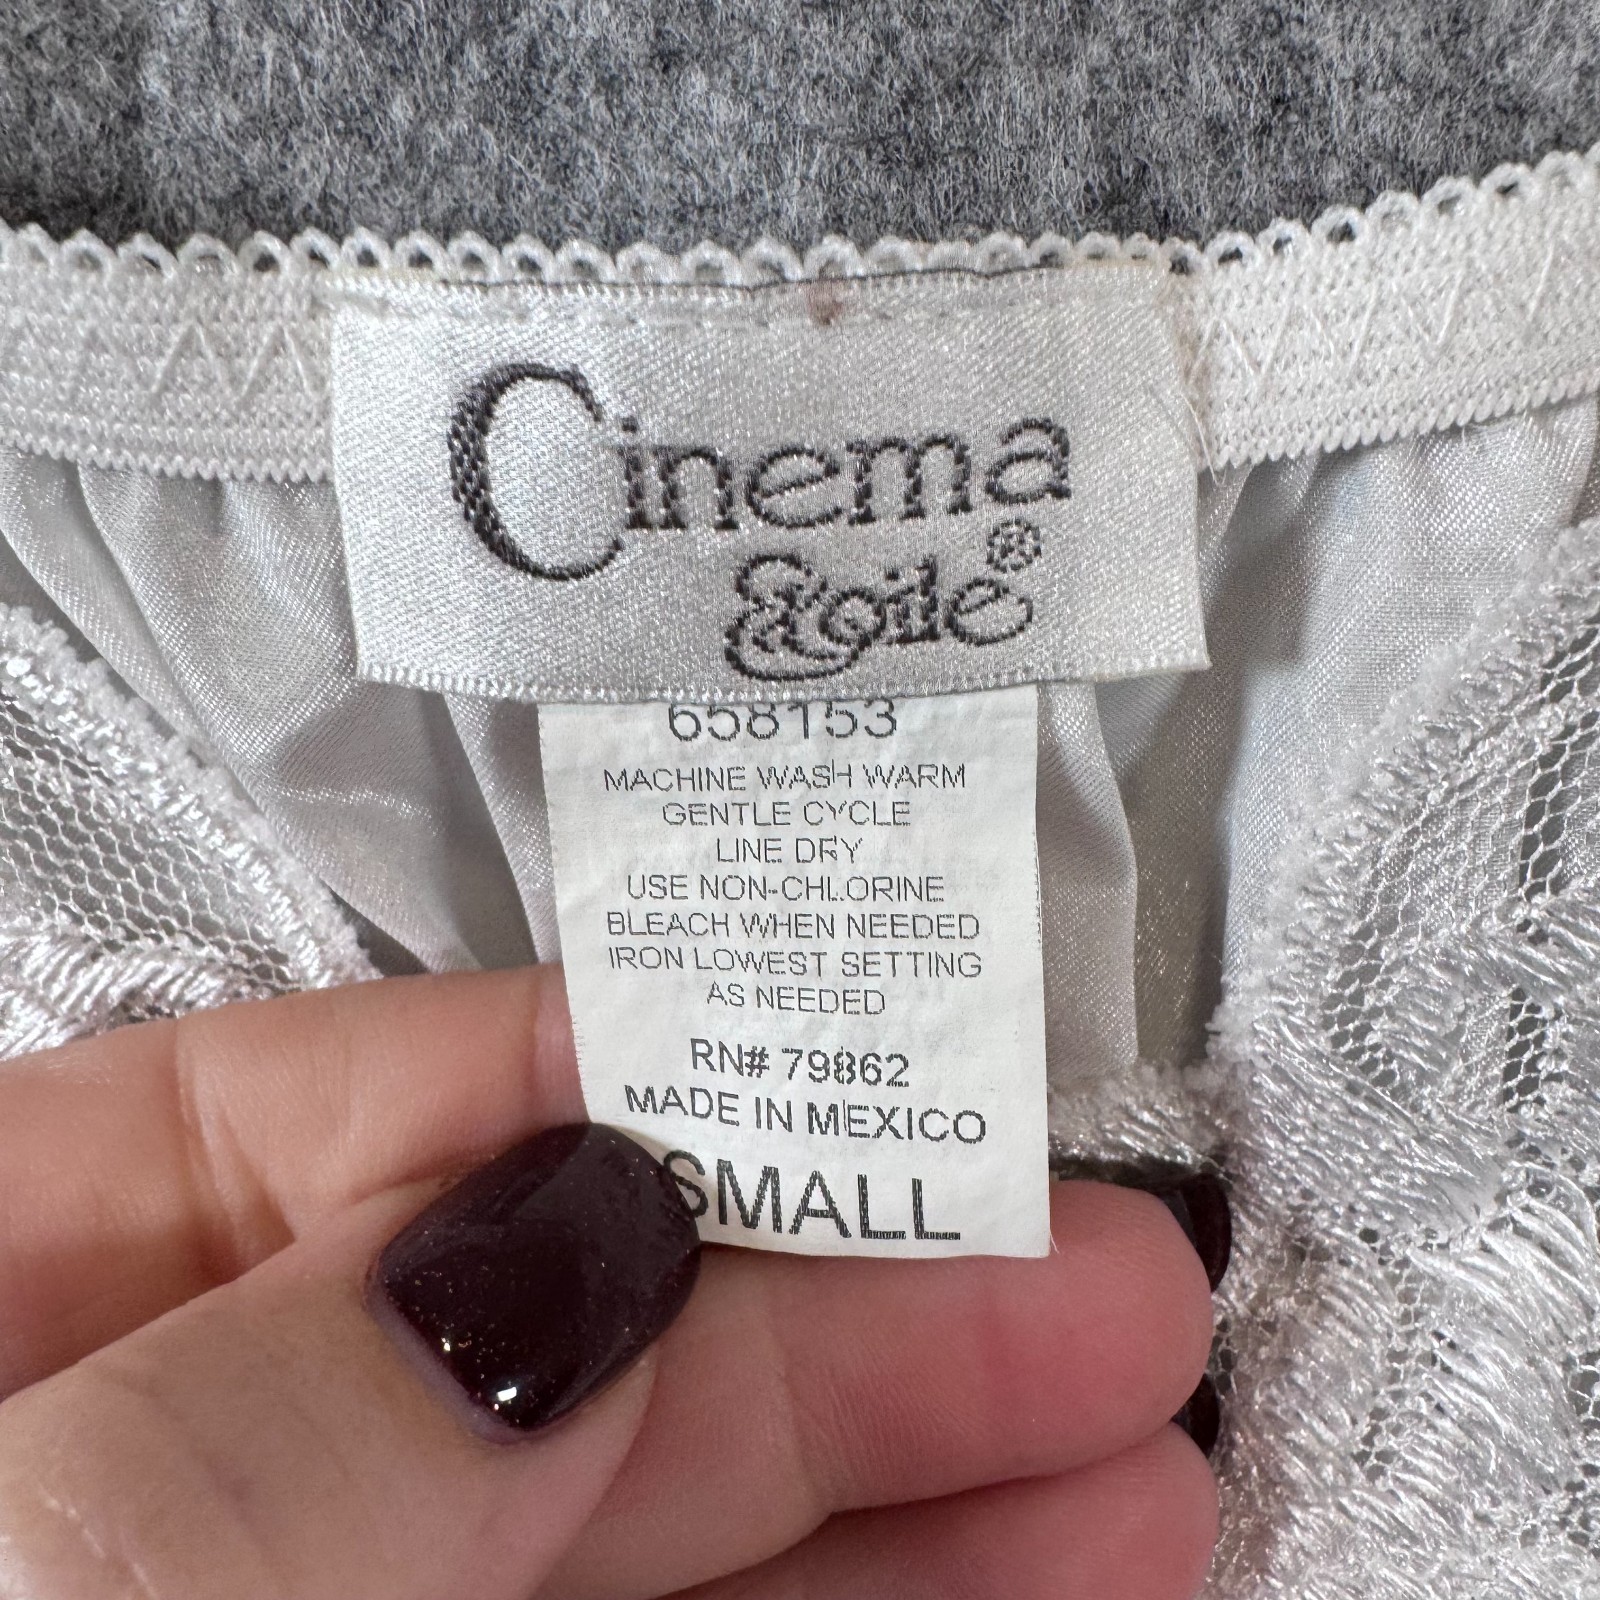 Cinema
Etoile®
658153
MACHINE WASH WARM
GENTLE CYCLE
LINE DRY
USE NON-CHLORINE
BLEACH WHEN NEEDED
IRON LOWEST SETTING
AS NEEDED
RN# 79862
MADE IN MEXICO
SMALL